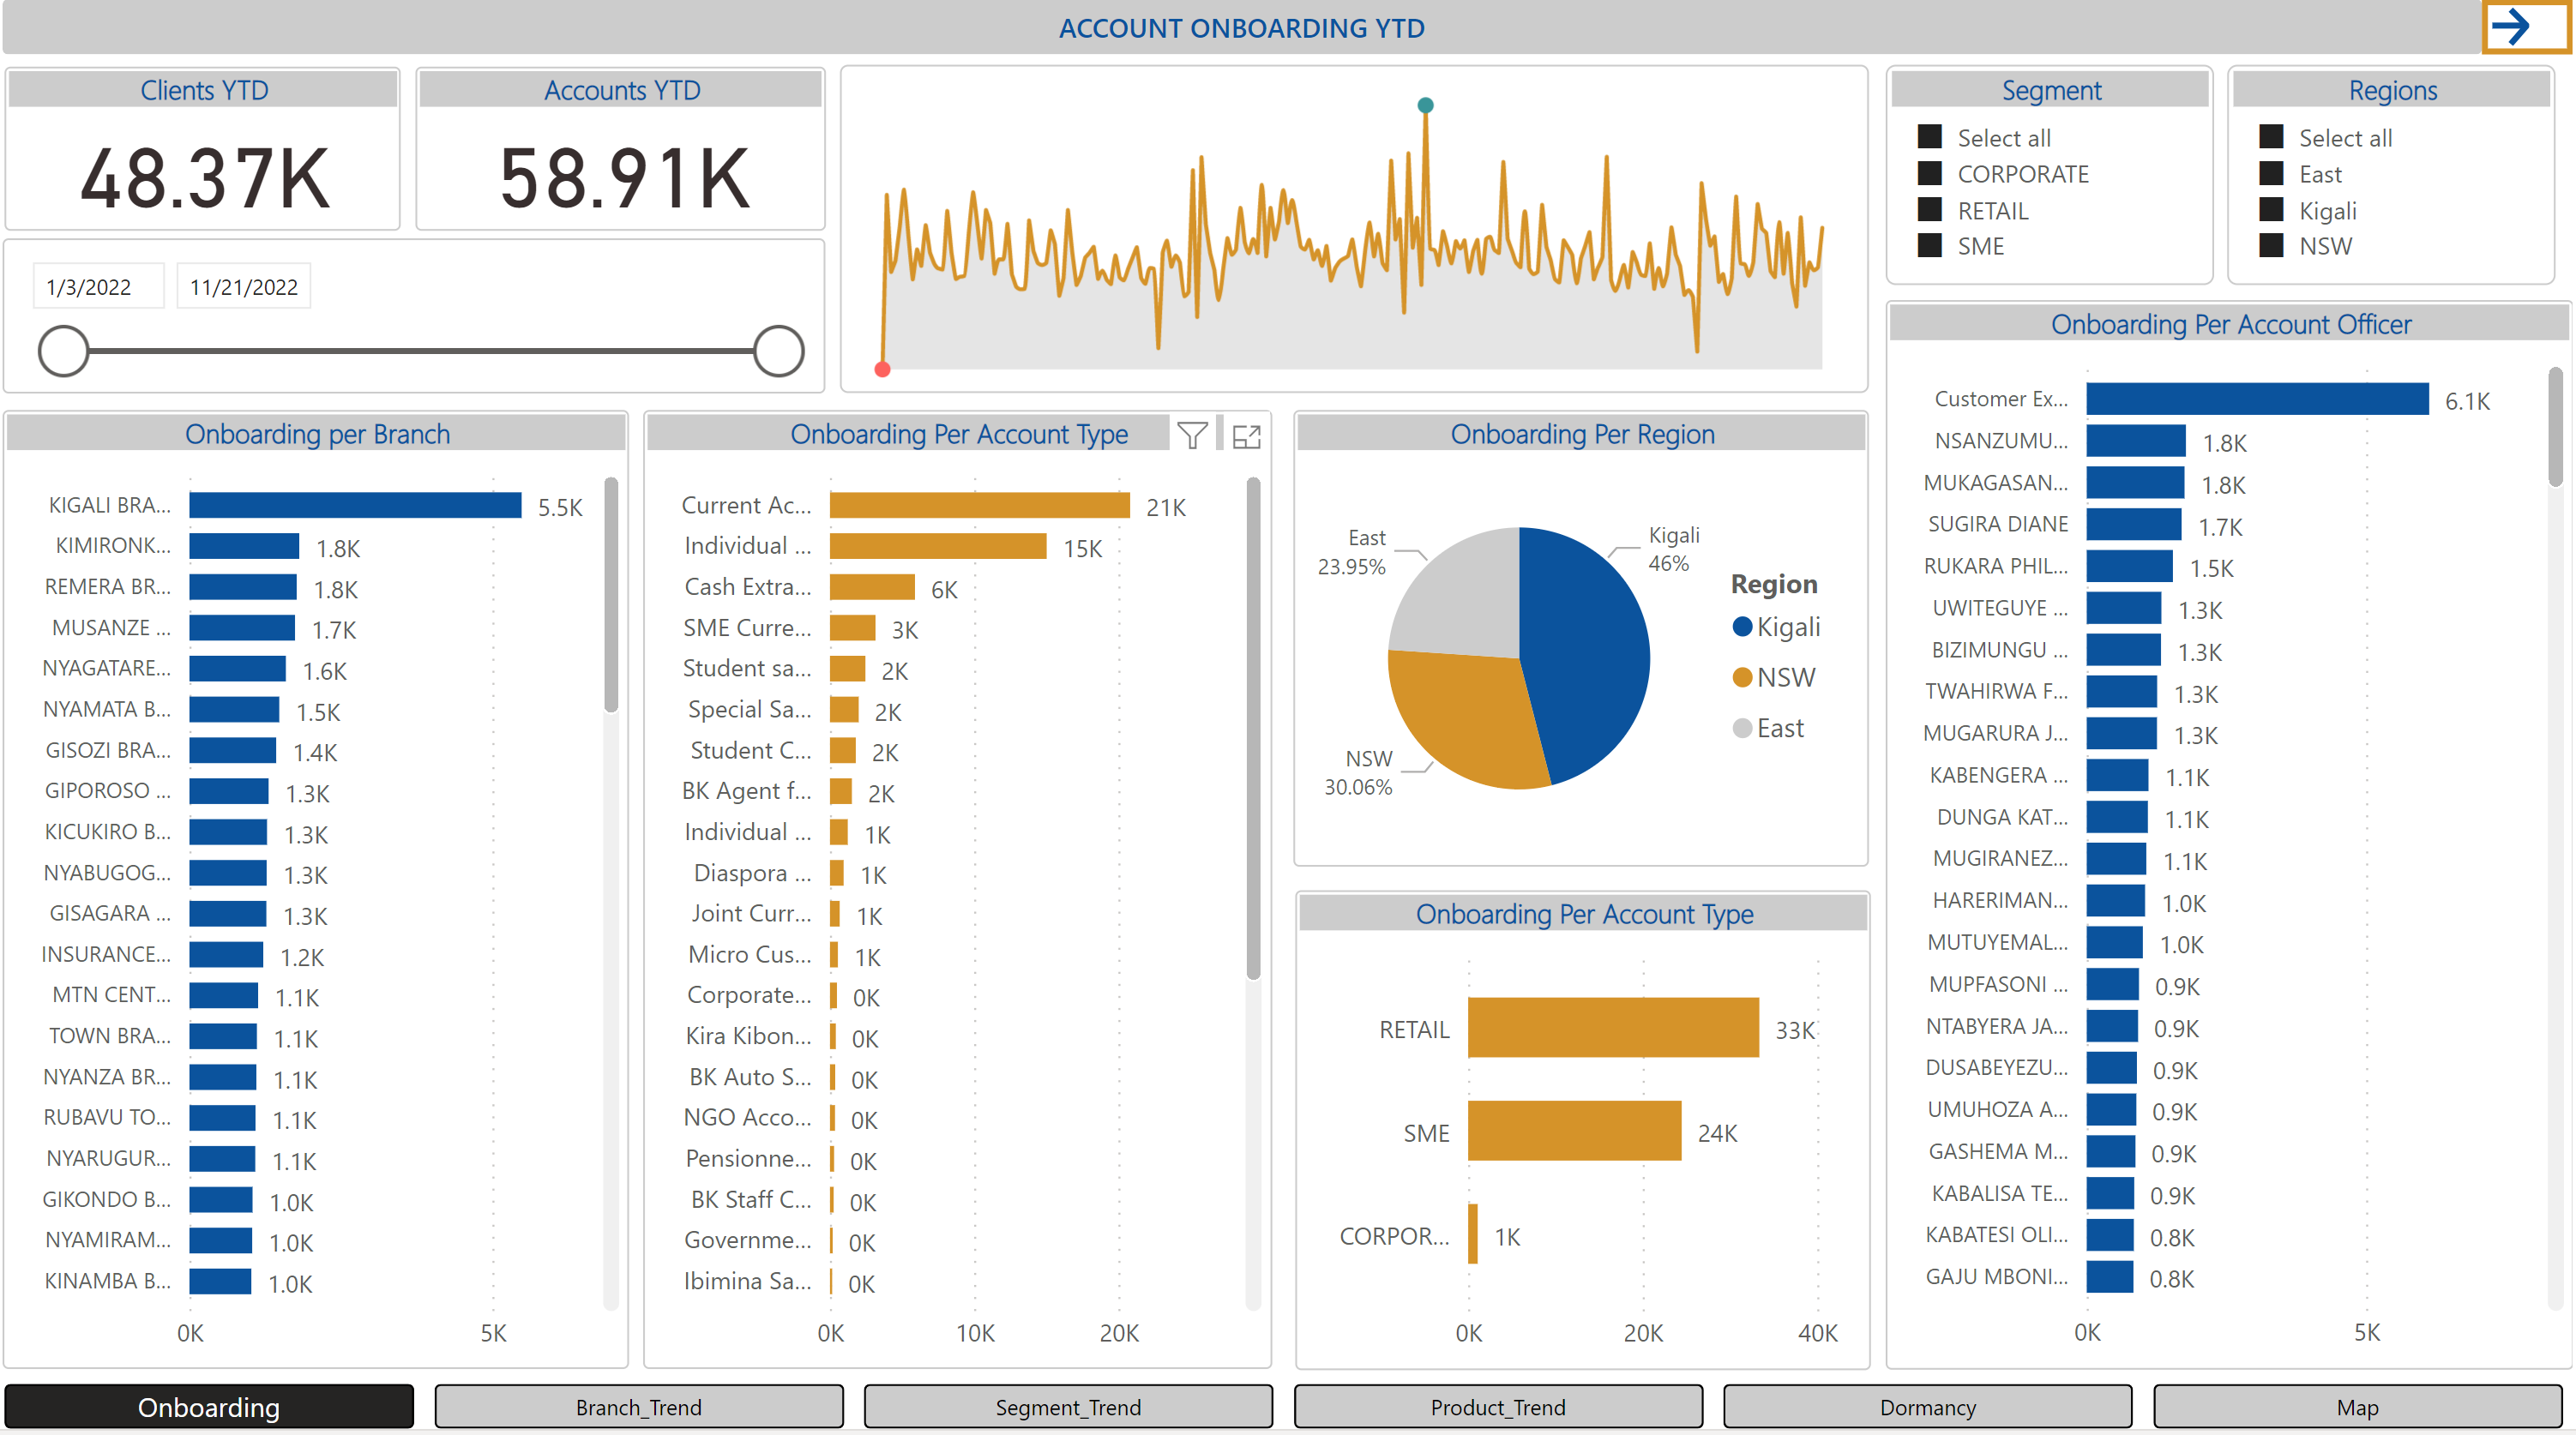 ACCOUNT ONBOARDING YTD
Clients YTD
48.37K
Accounts YTD
58.91K
1/3/2022
11/21/2022
Segment
Select all
CORPORATE
RETAIL
SME
Regions
Select all
East
Kigali
NSW
Onboarding per Branch
KIGALI BRA... 5.5K
KIMIRONK... 1.8K
REMERA BR... 1.8K
MUSANZE ... 1.7K
NYAGATARE... 1.6K
NYAMATA B... 1.5K
GISOZI BRA... 1.4K
GIPOROSO ... 1.3K
KICUKIRO B... 1.3K
NYABUGOG... 1.3K
GISAGARA ... 1.3K
INSURANCE... 1.2K
MTN CENT... 1.1K
TOWN BRA... 1.1K
NYANZA BR... 1.1K
RUBAVU TO... 1.1K
NYARUGUR... 1.1K
GIKONDO B... 1.0K
NYAMIRAM... 1.0K
KINAMBA B... 1.0K
0K 5K
Onboarding Per Account Type
Current Ac... 21K
Individual ... 15K
Cash Extra... 6K
SME Curre... 3K
Student sa... 2K
Special Sa... 2K
Student C... 2K
BK Agent f... 2K
Individual ... 1K
Diaspora ... 1K
Joint Curr... 1K
Micro Cus... 1K
Corporate... 0K
Kira Kibon... 0K
BK Auto S... 0K
NGO Acco... 0K
Pensionne... 0K
BK Staff C... 0K
Governme... 0K
Ibimina Sa... 0K
0K 10K 20K
Onboarding Per Region
East
23.95%
Kigali
46%
NSW
30.06%
Region
Kigali
NSW
East
Onboarding Per Account Type
RETAIL 33K
SME 24K
CORPOR... 1K
0K 20K 40K
Onboarding Per Account Officer
Customer Ex... 6.1K
NSANZUMU... 1.8K
MUKAGASAN... 1.8K
SUGIRA DIANE 1.7K
RUKARA PHIL... 1.5K
UWITEGUYE ... 1.3K
BIZIMUNGU ... 1.3K
TWAHIRWA F... 1.3K
MUGARURA J... 1.3K
KABENGERA ... 1.1K
DUNGA KAT... 1.1K
MUGIRANEZ... 1.1K
HARERIMAN... 1.0K
MUTUYEMAL... 1.0K
MUPFASONI ... 0.9K
NTABYERA JA... 0.9K
DUSABEYEZU... 0.9K
UMUHOZA A... 0.9K
GASHEMA M... 0.9K
KABALISA TE... 0.9K
KABATESI OLI... 0.8K
GAJU MBONI... 0.8K
0K 5K
Onboarding
Branch_Trend
Segment_Trend
Product_Trend
Dormancy
Map